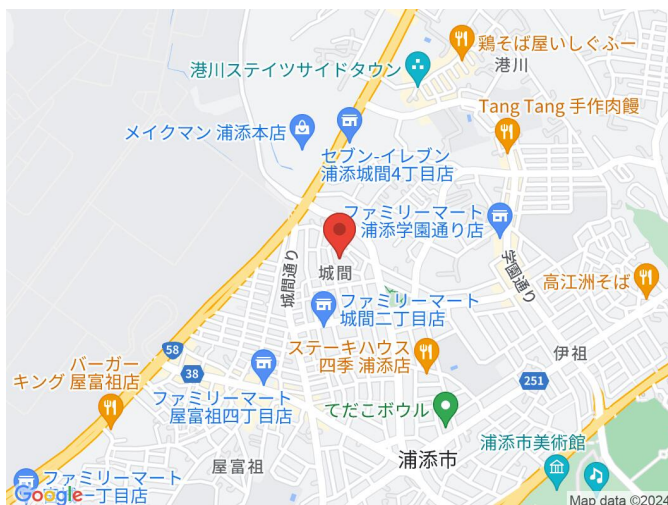 鶏そば屋いしぐふー
港川
港川ステイツサイドタウン
Tang Tang 手作肉饅
メイクマン 浦添本店
セブン-イレブン
浦添城間4丁目店
ファミリーマート
浦添学園通り店
城間通り
城間
学園通り
高江洲そば
ファミリーマート
城間二丁目店
58
バーガー
キング 屋富祖店
38
ステーキハウス
四季 浦添店
伊祖
251
ファミリーマート
屋富祖四丁目店
てだこボウル
浦添市
浦添市美術館
屋富祖
ファミリーマート
一丁目店
Google
Map data ©2024